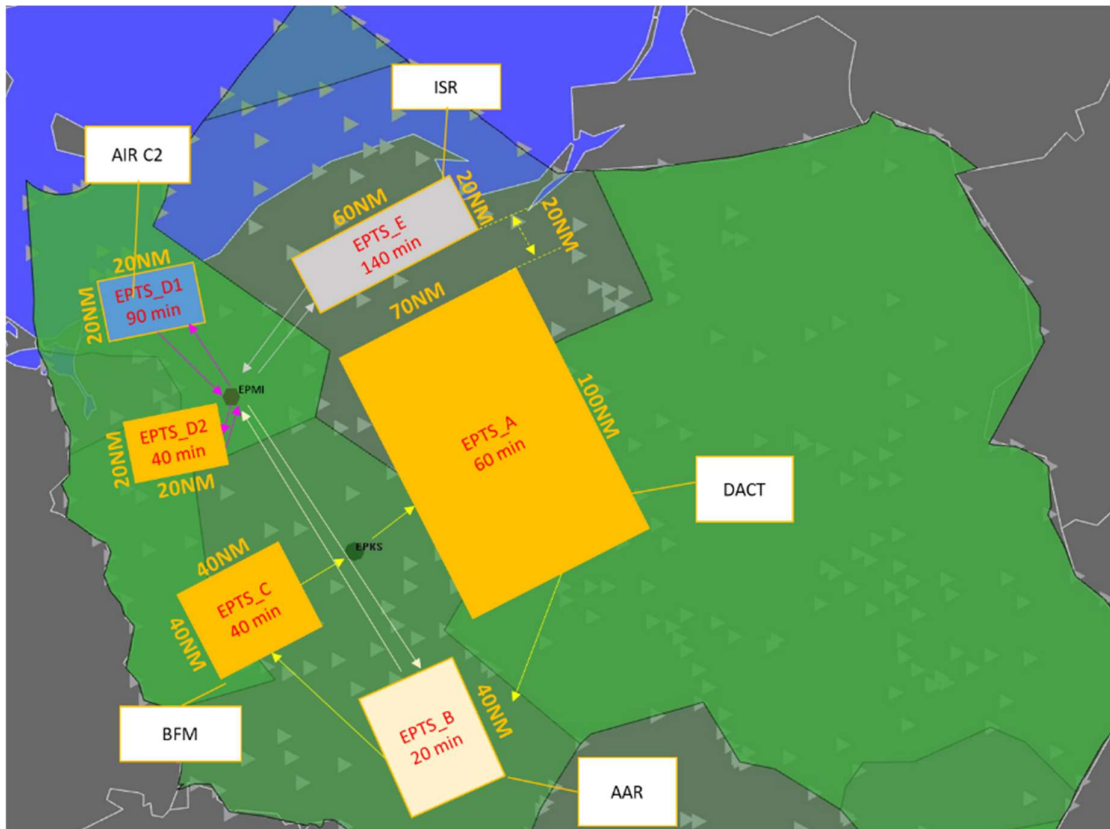 ISR
AIR C2
60NM
20NM
20NM
EPTS_E
140 min
20NM
EPTS_D1
90 min
20NM
70NM
EPMI
EPTS_D2
40 min
20NM
20NM
100NM
EPTS_A
60 min
DACT
EPKS
40NM
EPTS_C
40 min
40NM
EPTS_B
20 min
40NM
BFM
AAR